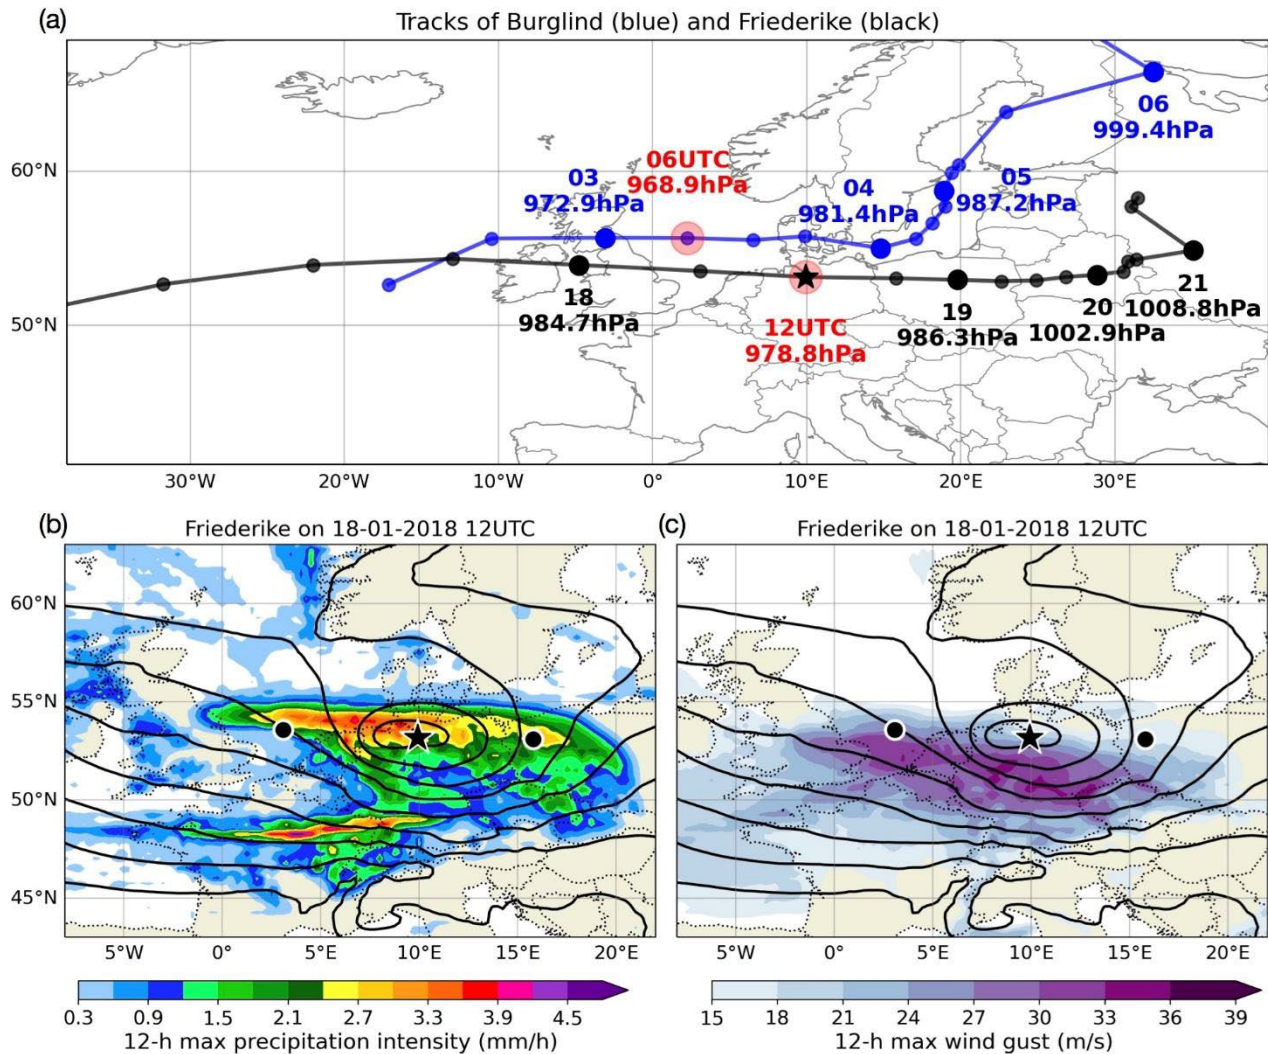 (a)
Tracks of Burglind (blue) and Friederike (black)
60°N
50°N
03
972.9hPa
06UTC
968.9hPa
04
981.4hPa
05
987.2hPa
06
999.4hPa
18
984.7hPa
12UTC
978.8hPa
19
986.3hPa
20
1002.9hPa
21
1008.8hPa
30°W 20°W 10°W 0° 10°E 20°E 30°E
(b)
Friederike on 18-01-2018 12UTC
60°N
55°N
50°N
45°N
5°W 0° 5°E 10°E 15°E 20°E
0.3 0.9 1.5 2.1 2.7 3.3 3.9 4.5
12-h max precipitation intensity (mm/h)
(c)
Friederike on 18-01-2018 12UTC
5°W 0° 5°E 10°E 15°E 20°E
15 18 21 24 27 30 33 36 39
12-h max wind gust (m/s)